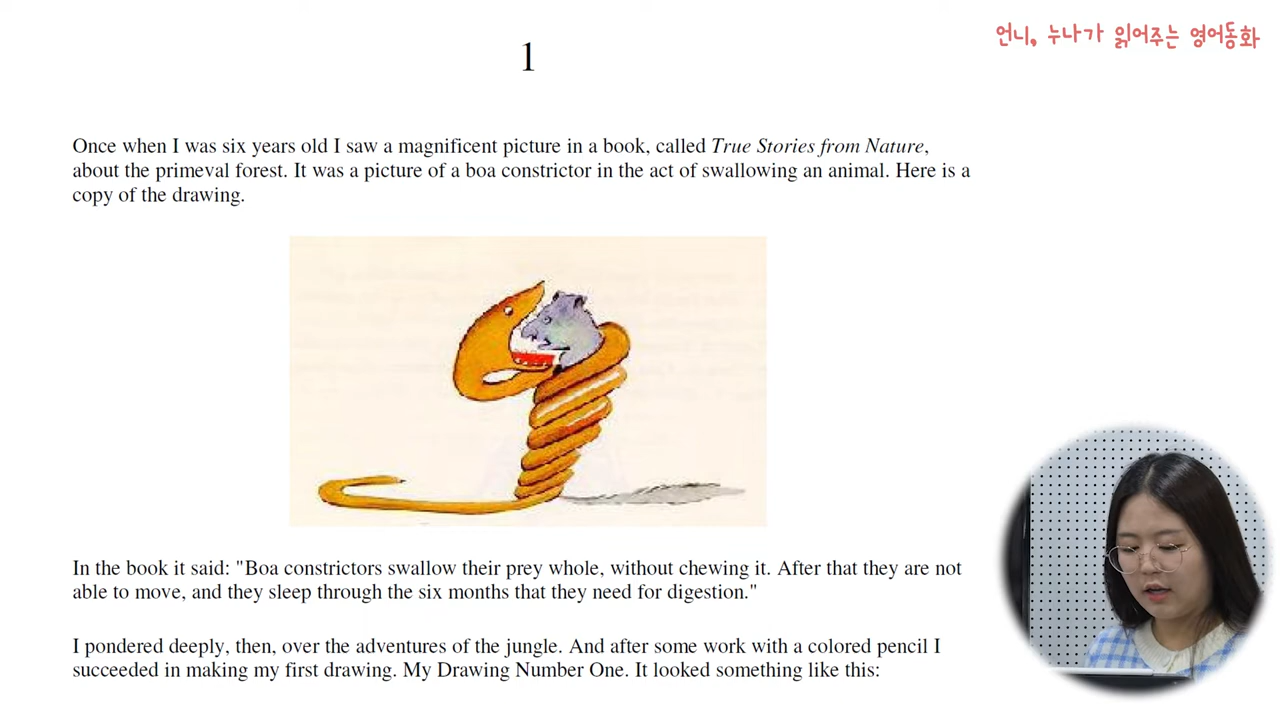 언니, 누나가 읽어주는 영어동화
1
Once when I was six years old I saw a magnificent picture in a book, called True Stories from Nature,
about the primeval forest. It was a picture of a boa constrictor in the act of swallowing an animal. Here is a
copy of the drawing.
In the book it said: "Boa constrictors swallow their prey whole, without chewing it. After that they are not
able to move, and they sleep through the six months that they need for digestion."
I pondered deeply, then, over the adventures of the jungle. And after some work with a colored pencil I
succeeded in making my first drawing. My Drawing Number One. It looked something like this: